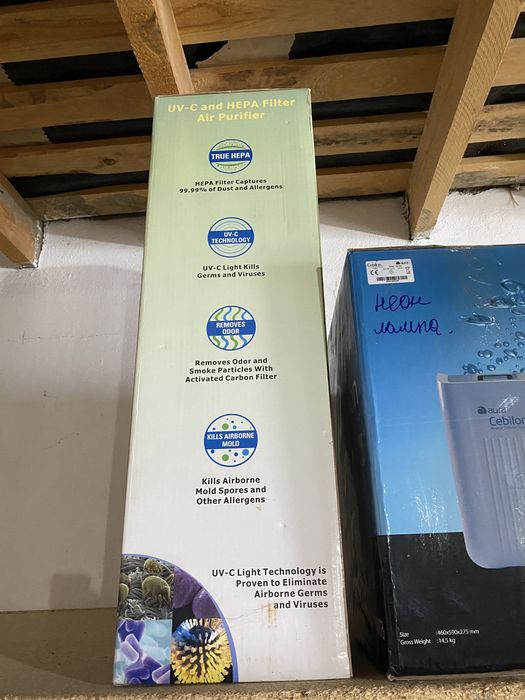 UV-C and HEPA Filter
Air Purifier
TRUE HEPA
HEPA Filter Captures
99.99% of Dust and Allergens
UV-C
TECHNOLOGY
UV-C Light Kills
Germs and Viruses
REMOVES
ODOR
Removes Odor and
Smoke Particles With
Activated Carbon Filter
KILLS AIRBORNE
MOLD
Kills Airborne
Mold Spores and
Other Allergens
UV-C Light Technology is
Proven to Eliminate
Airborne Germs
and Viruses
Cebilon
CE
неон
лампа.
aura
Cebilon
Size :460x590x275 mm
Gross Weight :14,5 kg